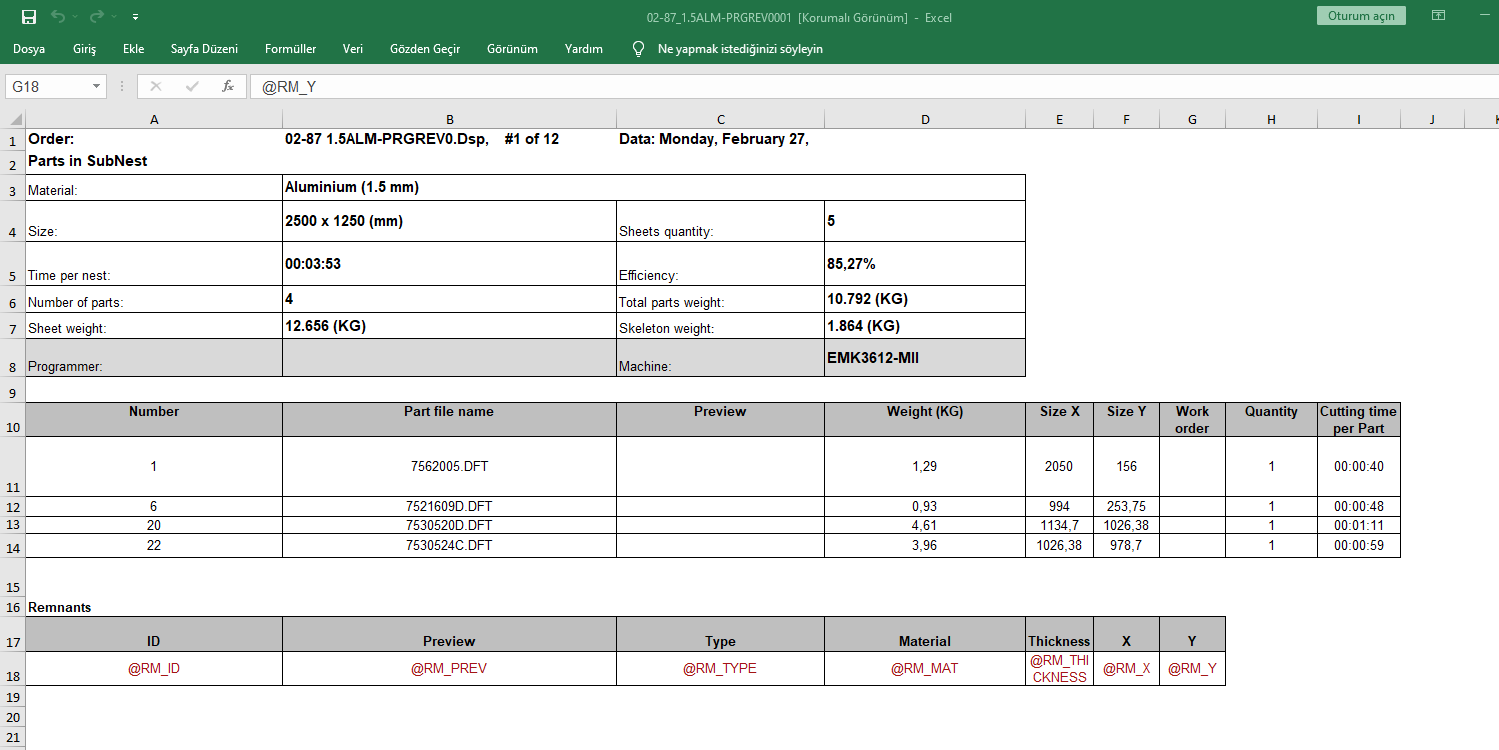 02-87_1.5ALM-PRGREV0001 [Korumalı Görünüm] - Excel
Oturum açın
Dosya Giriş Ekle Sayfa Düzeni Formüller Veri Gözden Geçir Görünüm Yardım Ne yapmak istediğinizi söyleyin
G18 fx @RM_Y
A B C D E F G H I J
1 Order: 02-87 1.5ALM-PRGREV0.Dsp, #1 of 12 Data: Monday, February 27,
2 Parts in SubNest
3 Material: Aluminium (1.5 mm)
4 Size: 2500 x 1250 (mm) Sheets quantity: 5
5 Time per nest: 00:03:53 Efficiency: 85,27%
6 Number of parts: 4 Total parts weight: 10.792 (KG)
7 Sheet weight: 12.656 (KG) Skeleton weight: 1.864 (KG)
8 Programmer: Machine: EMK3612-MII
9
10 Number Part file name Preview Weight (KG) Size X Size Y Work order Quantity Cutting time per Part
11 1 7562005.DFT 1,29 2050 156 1 00:00:40
12 6 7521609D.DFT 0,93 994 253,75 1 00:00:48
13 20 7530520D.DFT 4,61 1134,7 1026,38 1 00:01:11
14 22 7530524C.DFT 3,96 1026,38 978,7 1 00:00:59
15
16 Remnants
17 ID Preview Type Material Thickness X Y
18 @RM_ID @RM_PREV @RM_TYPE @RM_MAT @RM_THICKNESS @RM_X @RM_Y
19
20
21